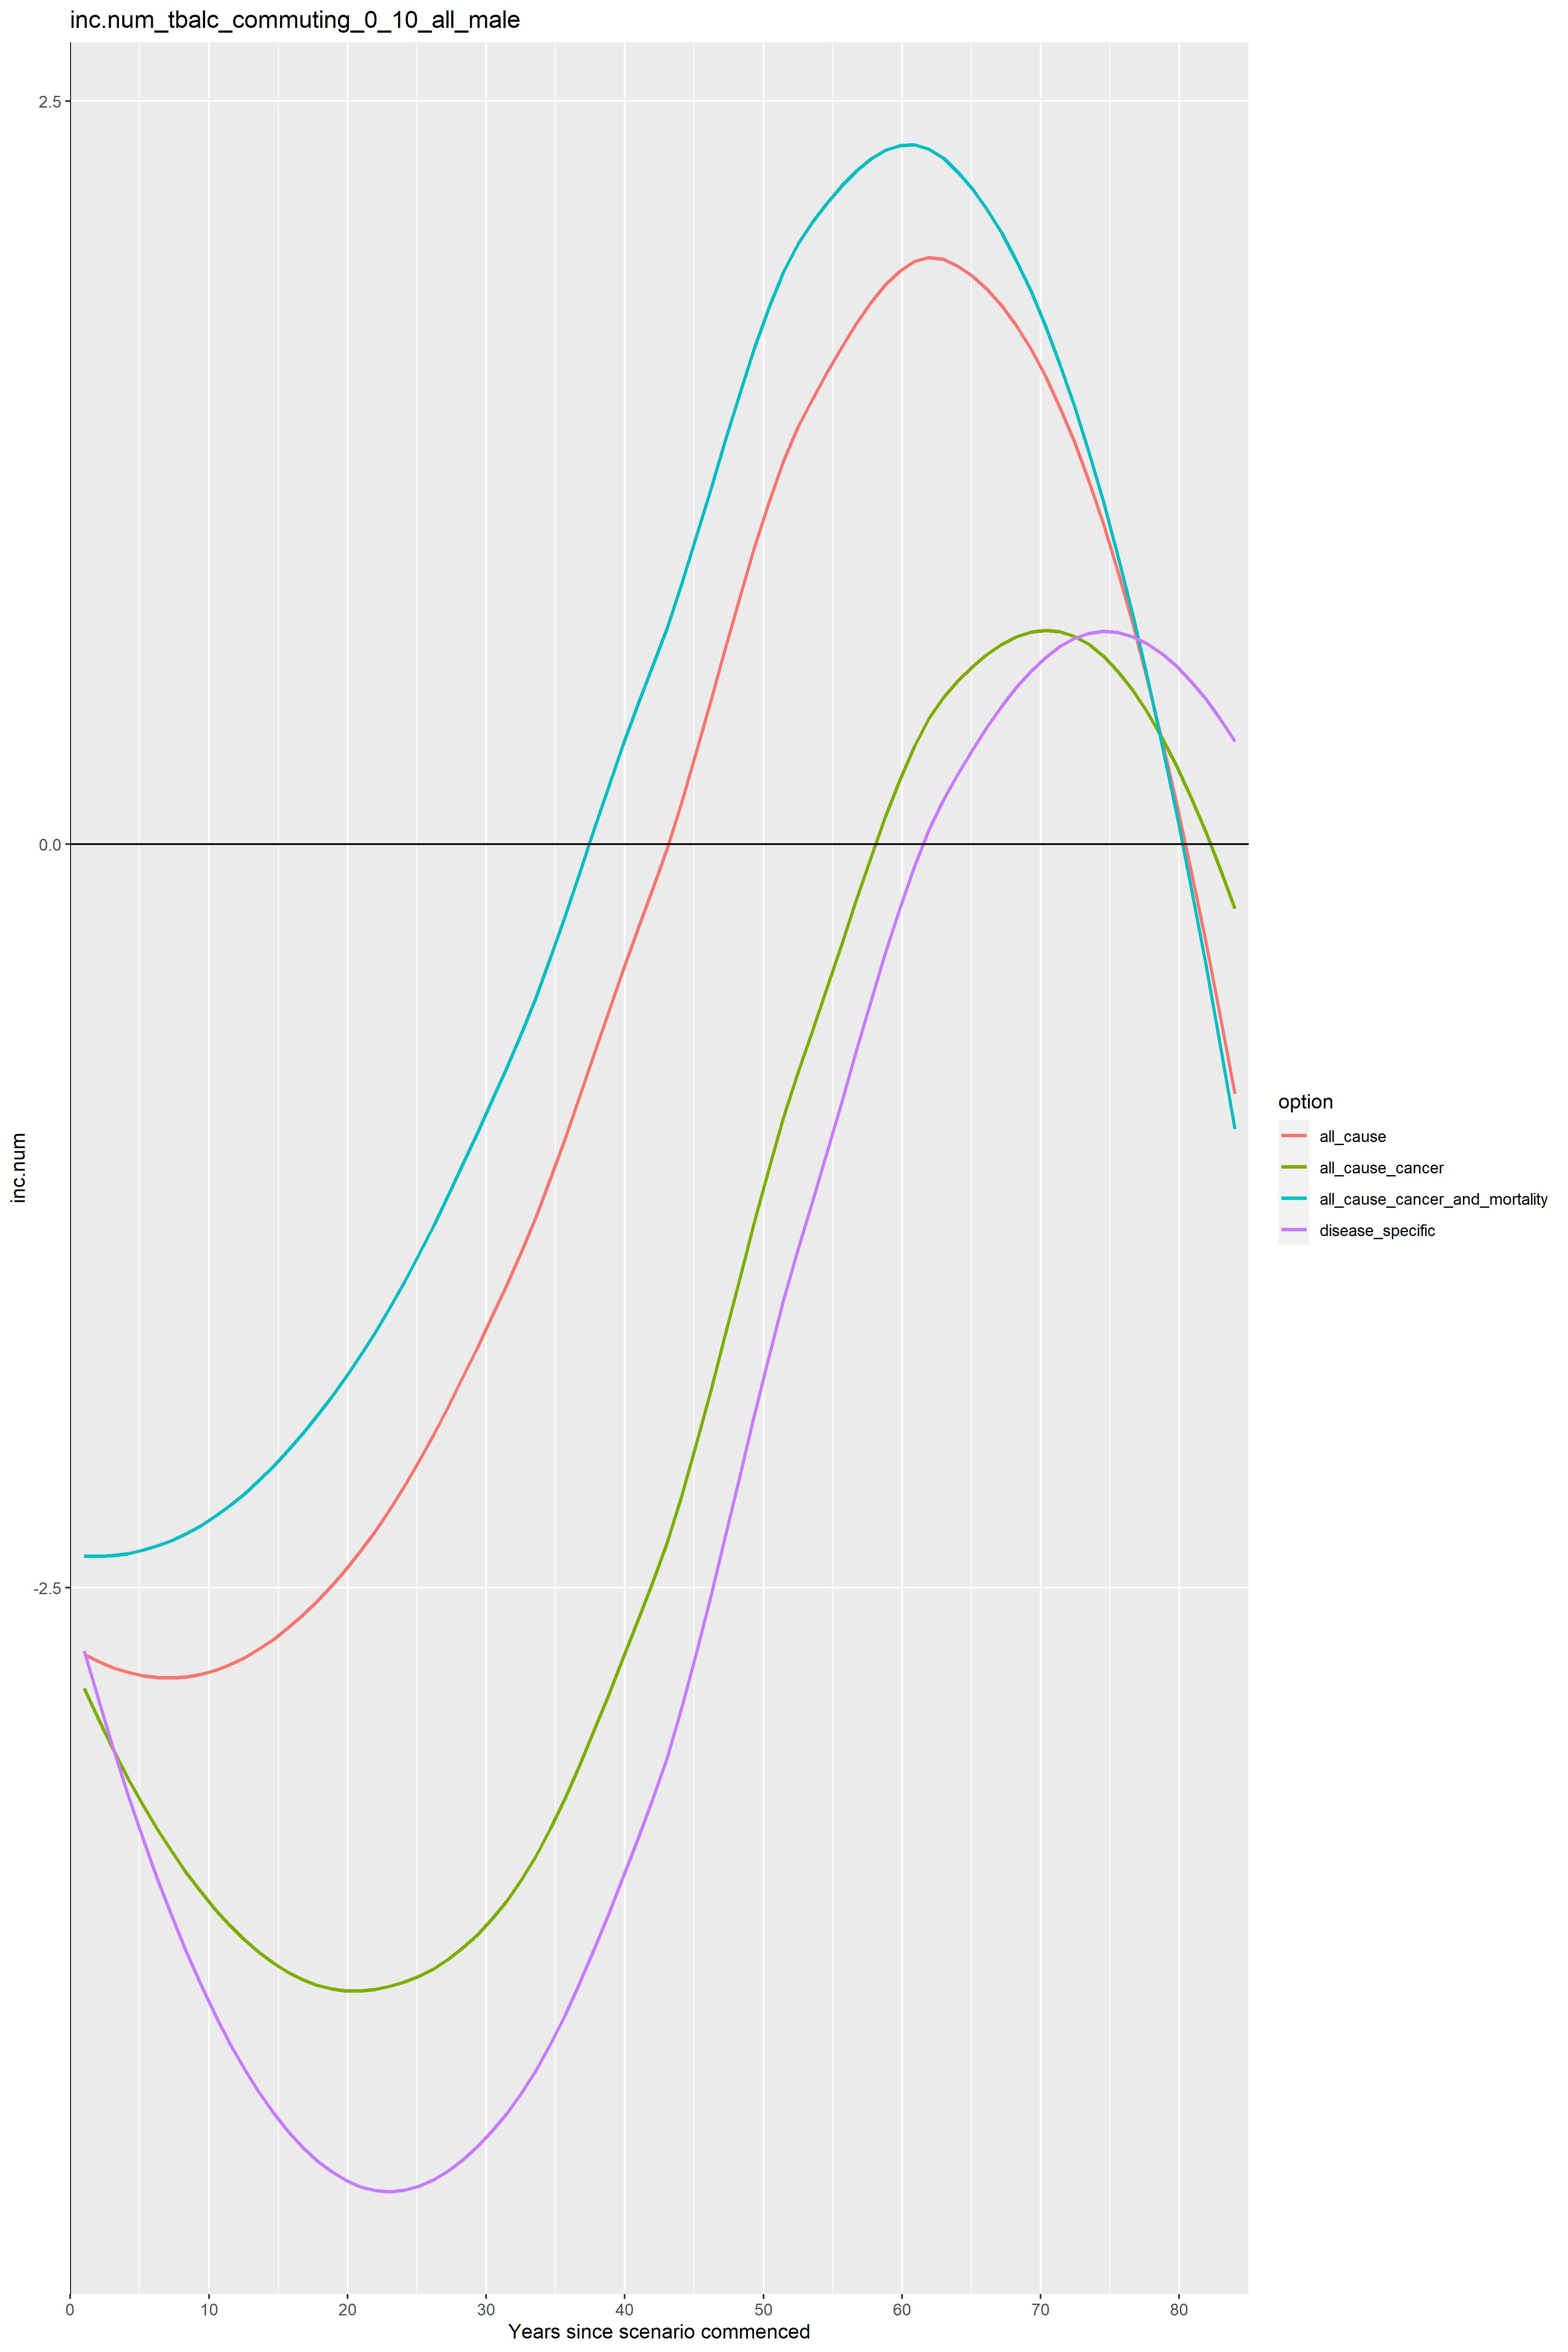 inc.num_tbalc_commuting_0_10_all_male
2.5
0.0
-2.5
inc.num
0 10 20 30 40 50 60 70 80
Years since scenario commenced
option
all_cause
all_cause_cancer
all_cause_cancer_and_mortality
disease_specific